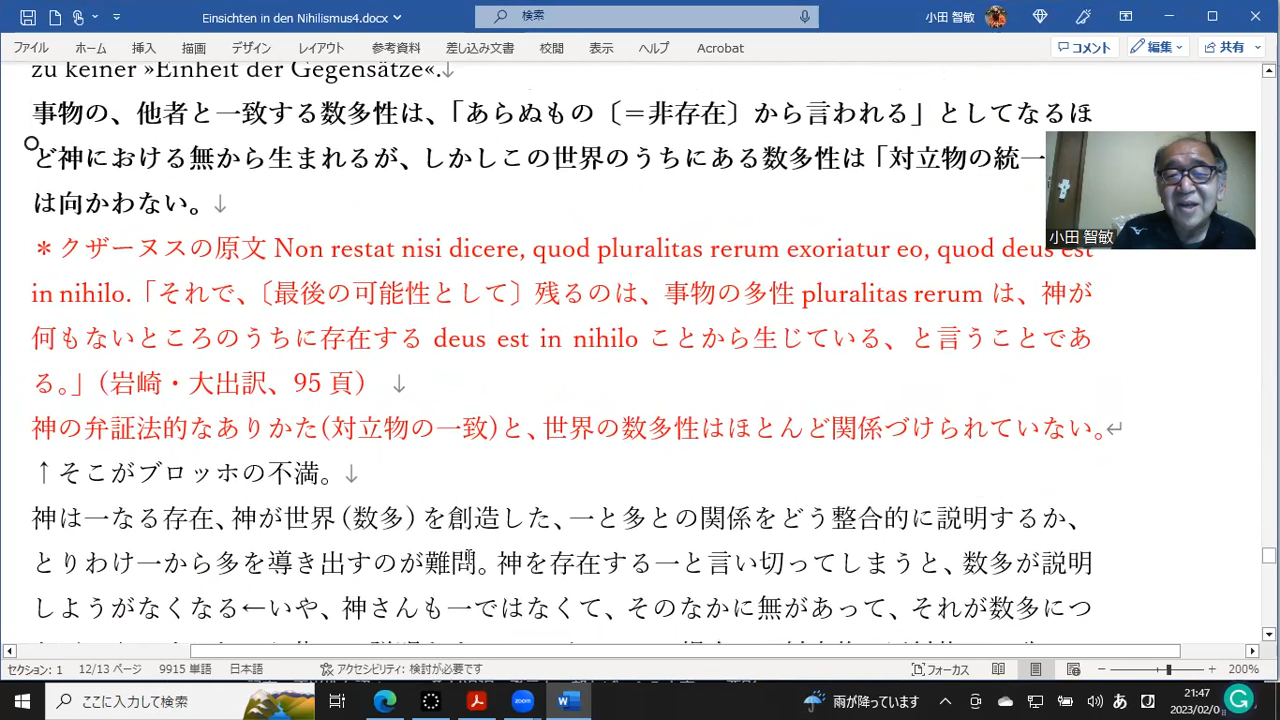 Einsichten in den Nihilismus4.docx
検索
小田 智敏
ファイル ホーム 挿入 描画 デザイン レイアウト 参考資料 差し込み文書 校閲 表示 ヘルプ Acrobat コメント 編集 共有
zu keiner »Einheit der Gegensätze«.↓
事物の、他者と一致する数多性は、「あらぬもの〔＝非存在〕から言われる」としてなるほ
ど神における無から生まれるが、しかしこの世界のうちにある数多性は「対立物の統一
は向かわない。↓
小田 智敏
＊クザーヌスの原文 Non restat nisi dicere, quod pluralitas rerum exoriatur eo, quod deus est
in nihilo.「それで、〔最後の可能性として〕残るのは、事物の多性 pluralitas rerum は、神が
何もないところのうちに存在する deus est in nihilo ことから生じている、と言うことであ
る。」（岩崎・大出訳、95 頁）↓
神の弁証法的なありかた(対立物の一致)と、世界の数多性はほとんど関係づけられていない。↵
↑そこがブロッホの不満。↓
神は一なる存在、神が世界（数多）を創造した、一と多との関係をどう整合的に説明するか、
とりわけ一から多を導き出すのが難問。神を存在する一と言い切ってしまうと、数多が説明
しようがなくなる←いや、神さんも一ではなくて、そのなかに無があって、それが数多につ
セクション: 1 12/13 ページ 9915 単語 日本語 アクセシビリティ: 検討が必要です フォーカス 200%
ここに入力して検索 zoom 雨が降っています あ 21:47
2023/02/0